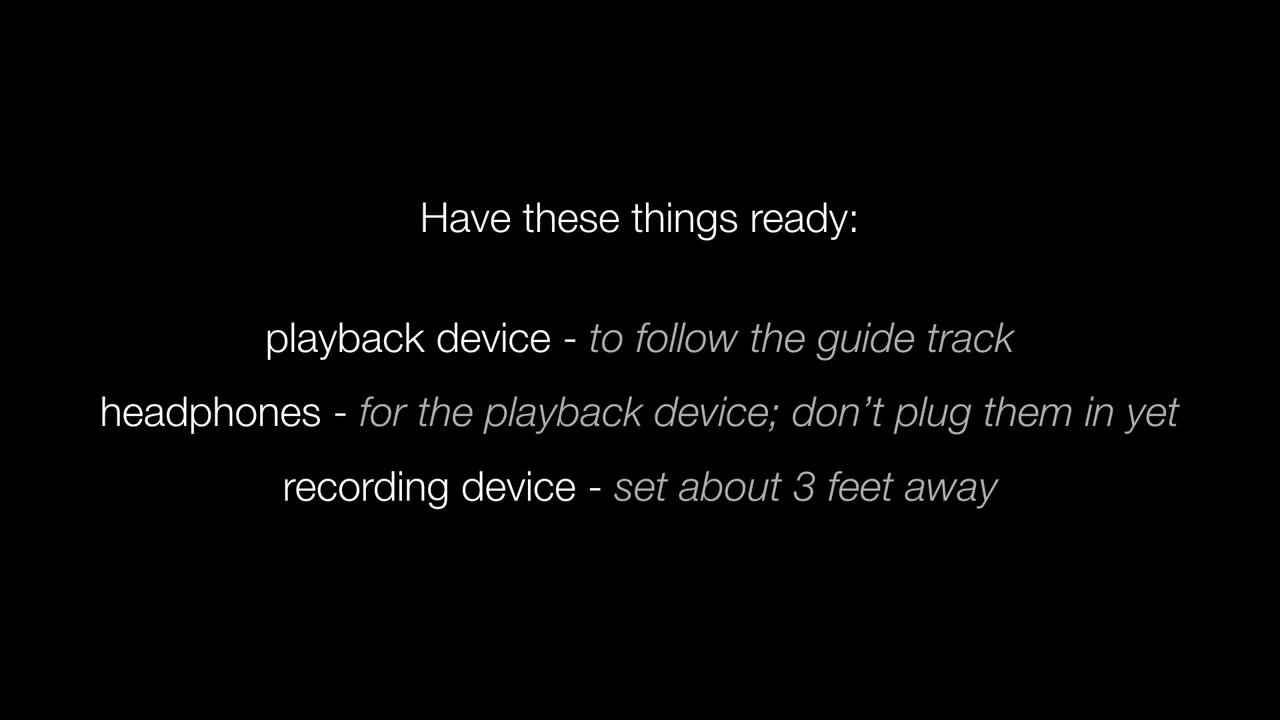 Have these things ready:
playback device - to follow the guide track
headphones - for the playback device; don’t plug them in yet
recording device - set about 3 feet away